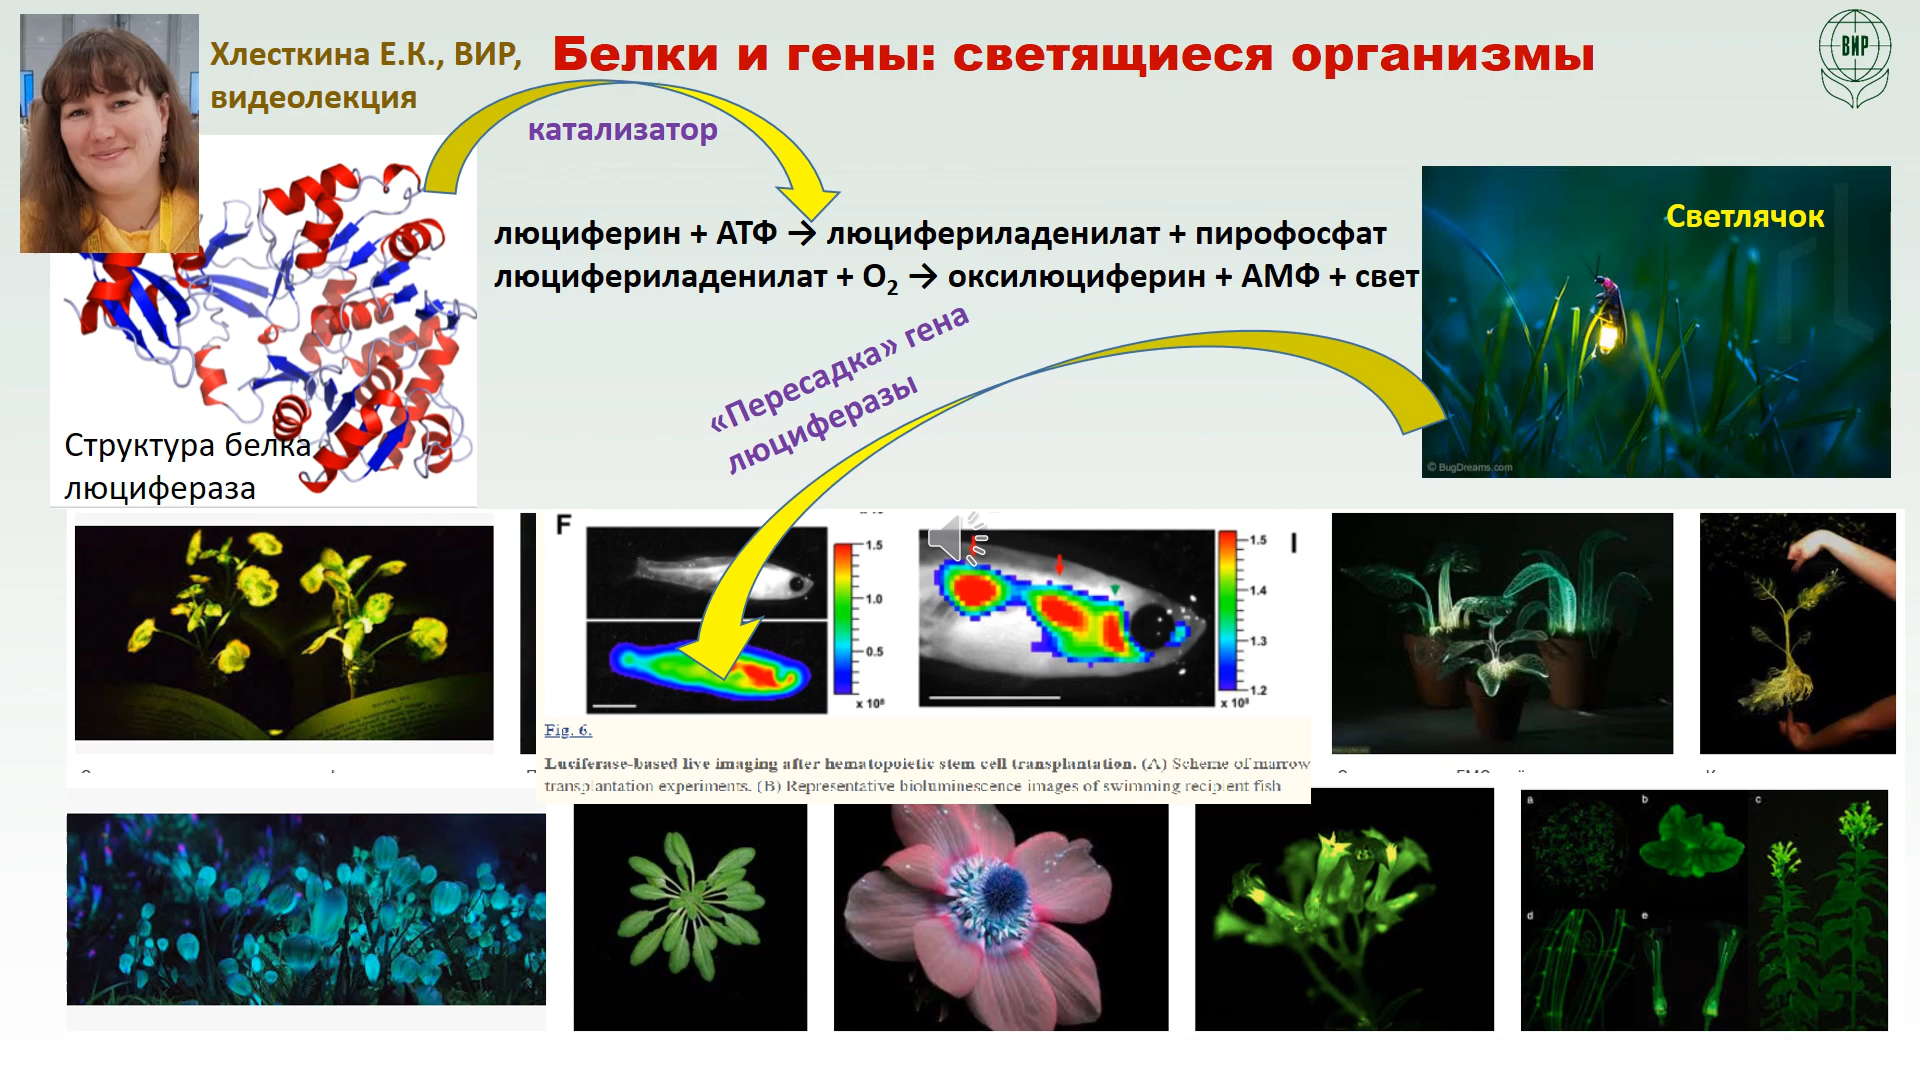 Хлесткина Е.К., ВИР,
видеолекция
Белки и гены: светящиеся организмы
ВИР
катализатор
люциферин + АТФ → люцифериладенилат + пирофосфат
люцифериладенилат + O₂ → оксилюциферин + АМФ + свет
Светлячок
© BugDreams.com
«Пересадка» гена
люциферазы
Структура белка
люцифераза
F
1.5
1.0
0.5
x 10⁸
1.5
1.4
1.3
1.2
x 10⁸
I
Fig. 6.
Luciferase-based live imaging after hematopoietic stem cell transplantation. (A) Scheme of marrow
transplantation experiments. (B) Representative bioluminescence images of swimming recipient fish
a
b
c
d
e